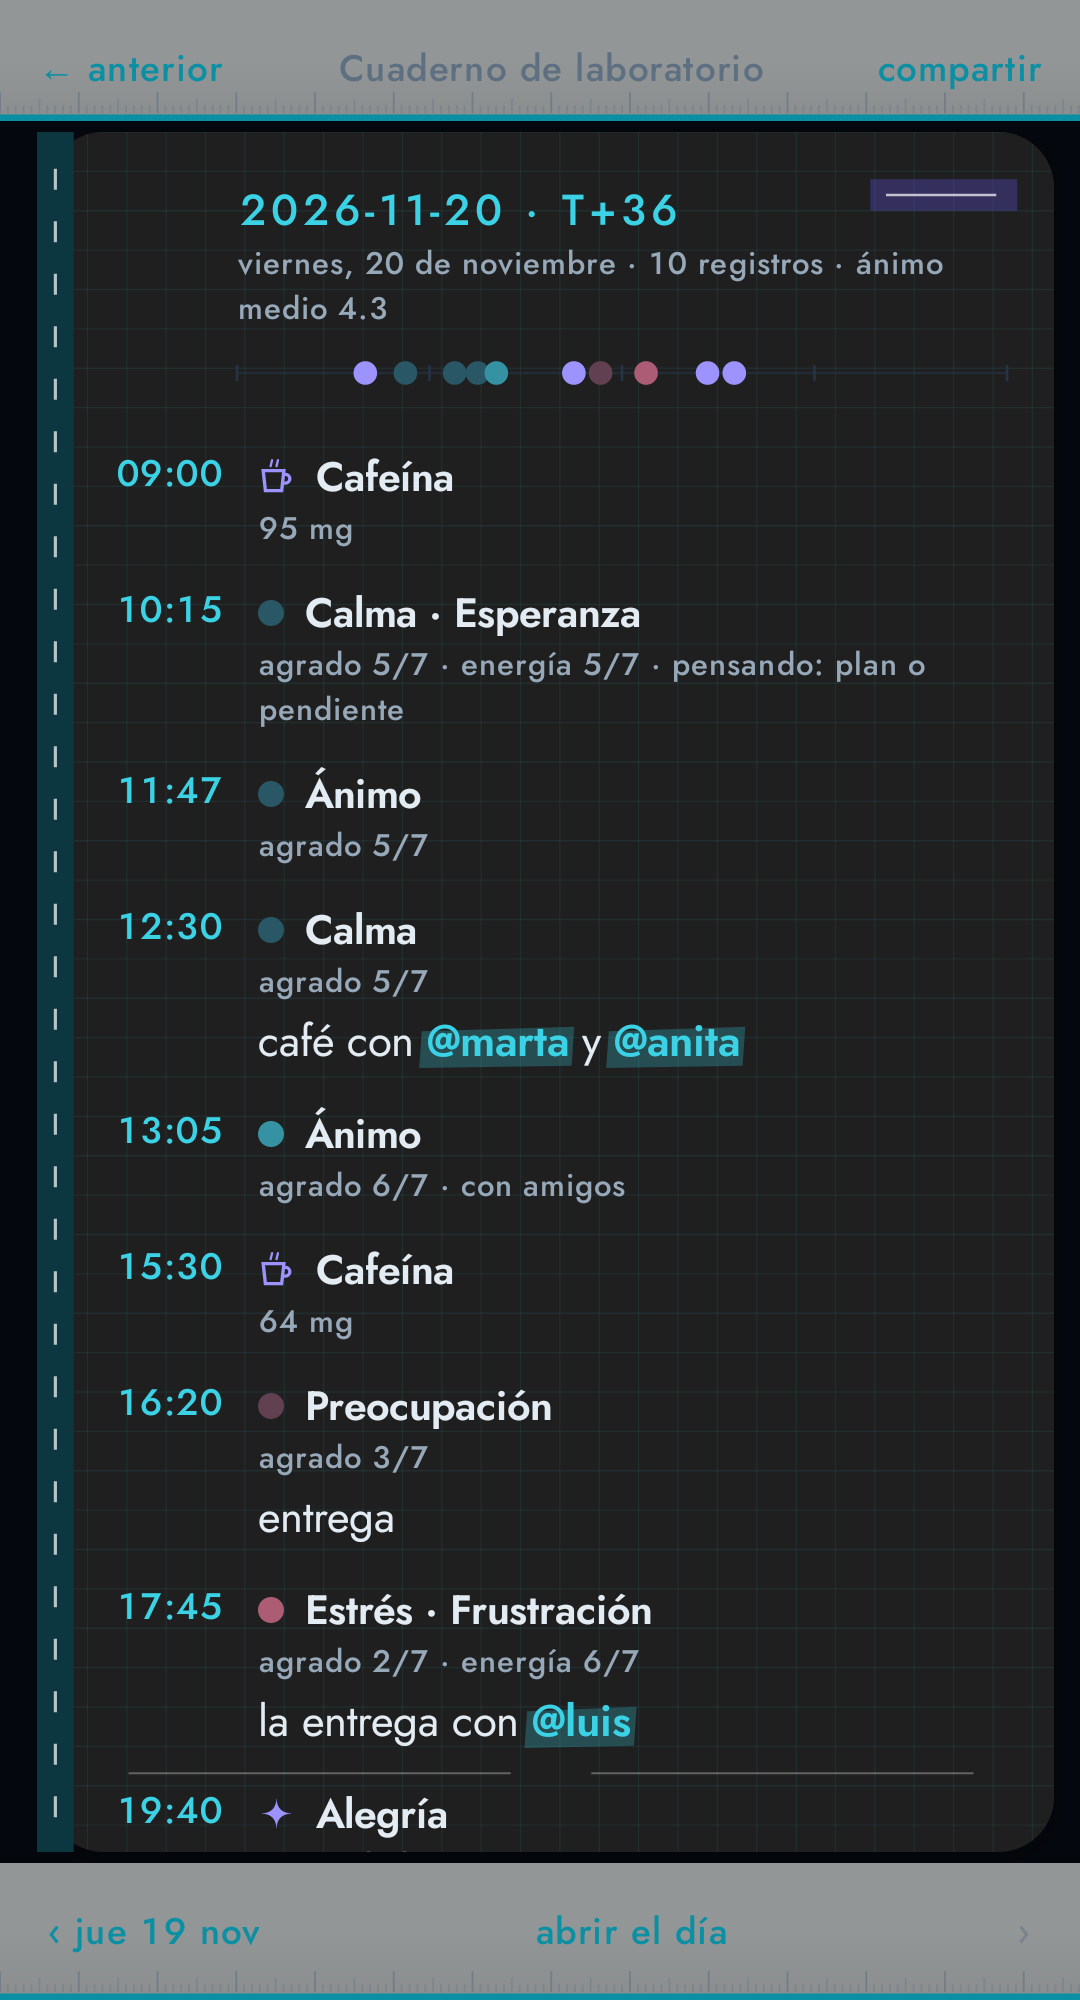 ← anterior
Cuaderno de laboratorio
compartir
2026-11-20 · T+36
viernes, 20 de noviembre · 10 registros · ánimo
medio 4.3
09:00 Cafeína
95 mg
10:15 Calma · Esperanza
agrado 5/7 · energía 5/7 · pensando: plan o
pendiente
11:47 Ánimo
agrado 5/7
12:30 Calma
agrado 5/7
café con @marta y @anita
13:05 Ánimo
agrado 6/7 · con amigos
15:30 Cafeína
64 mg
16:20 Preocupación
agrado 3/7
entrega
17:45 Estrés · Frustración
agrado 2/7 · energía 6/7
la entrega con @luis
19:40 Alegría
‹ jue 19 nov
abrir el día
›